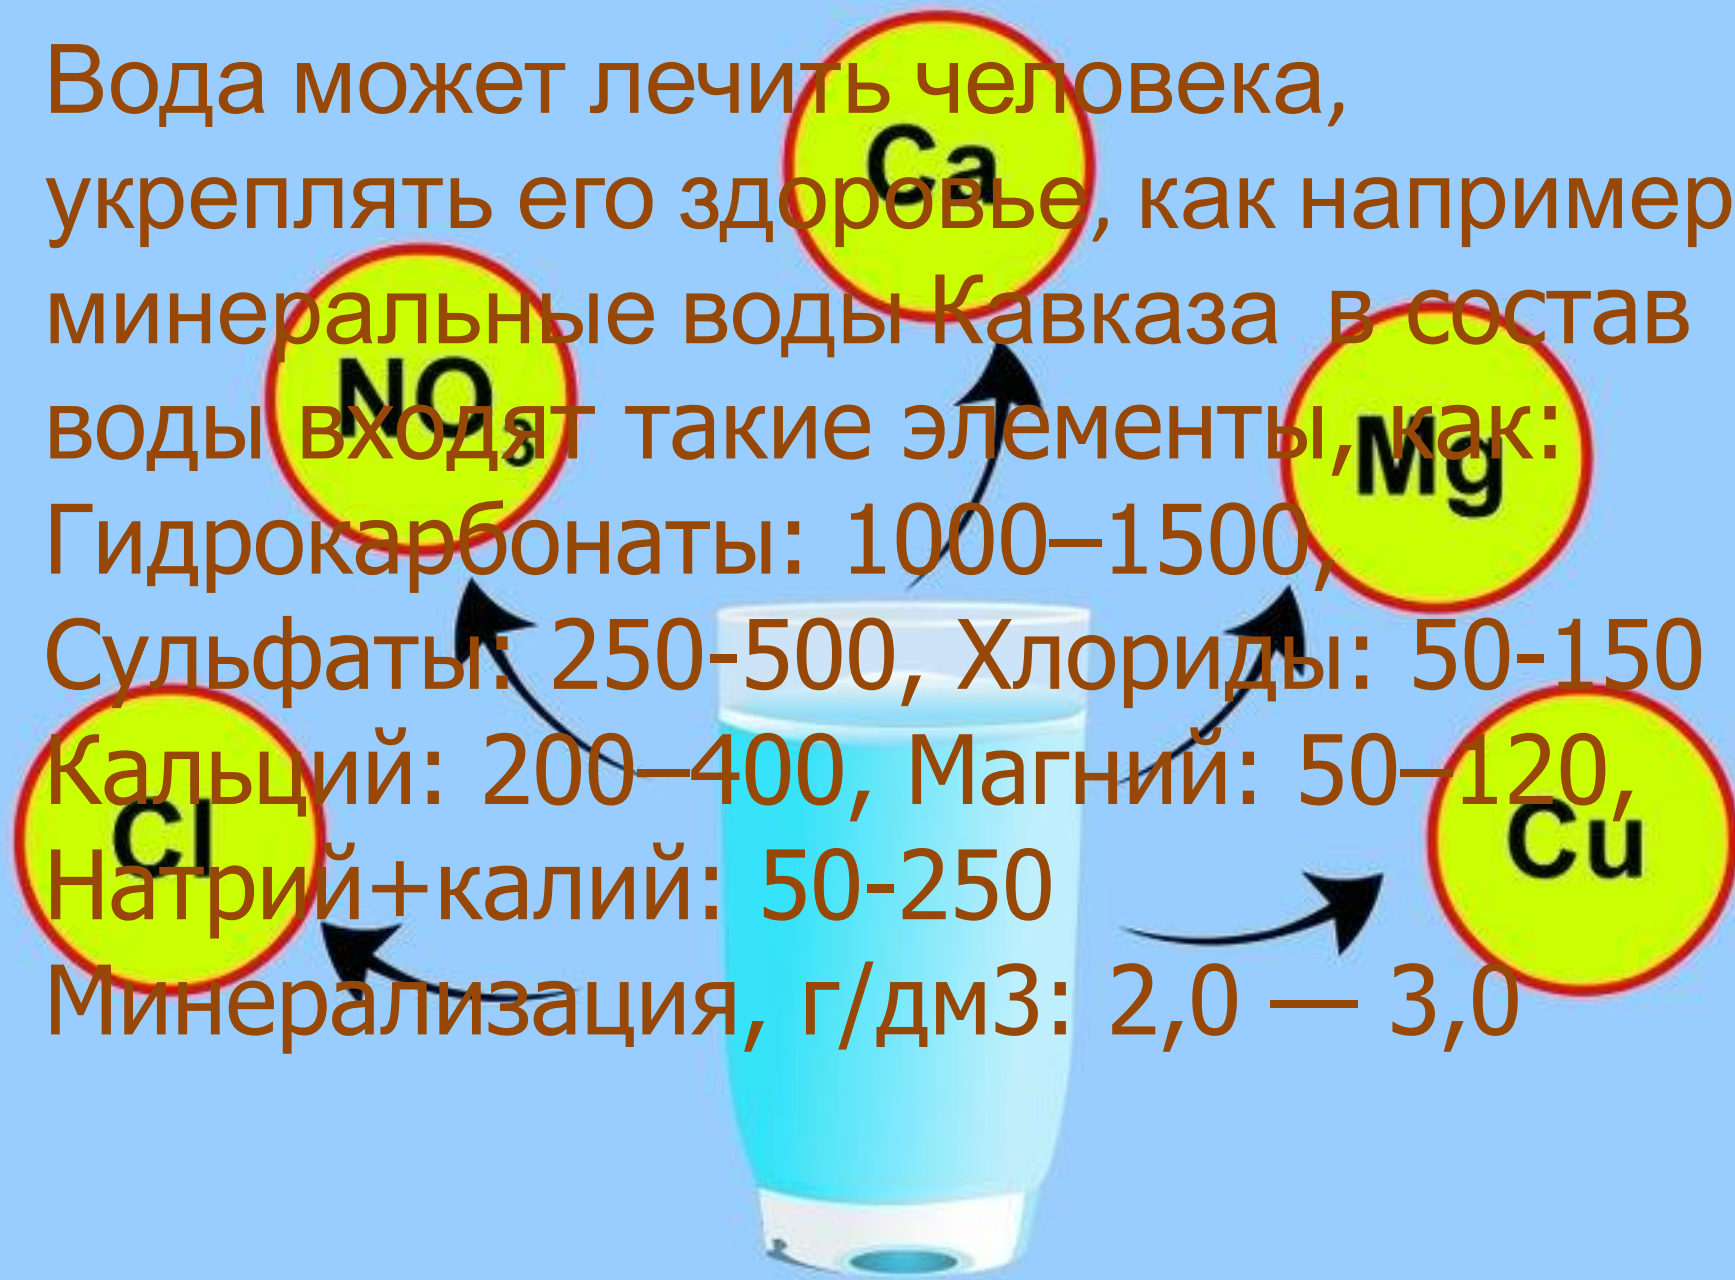 Вода может лечить человека,
укреплять его здоровье, как например
минеральные воды Кавказа в состав
воды входят такие элементы, как:
Гидрокарбонаты: 1000–1500,
Сульфаты: 250-500, Хлориды: 50-150
Кальций: 200–400, Магний: 50–120,
Натрий+калий: 50-250
Минерализация, г/дм3: 2,0 — 3,0
Ca
NO₃
Mg
Cl
Cu